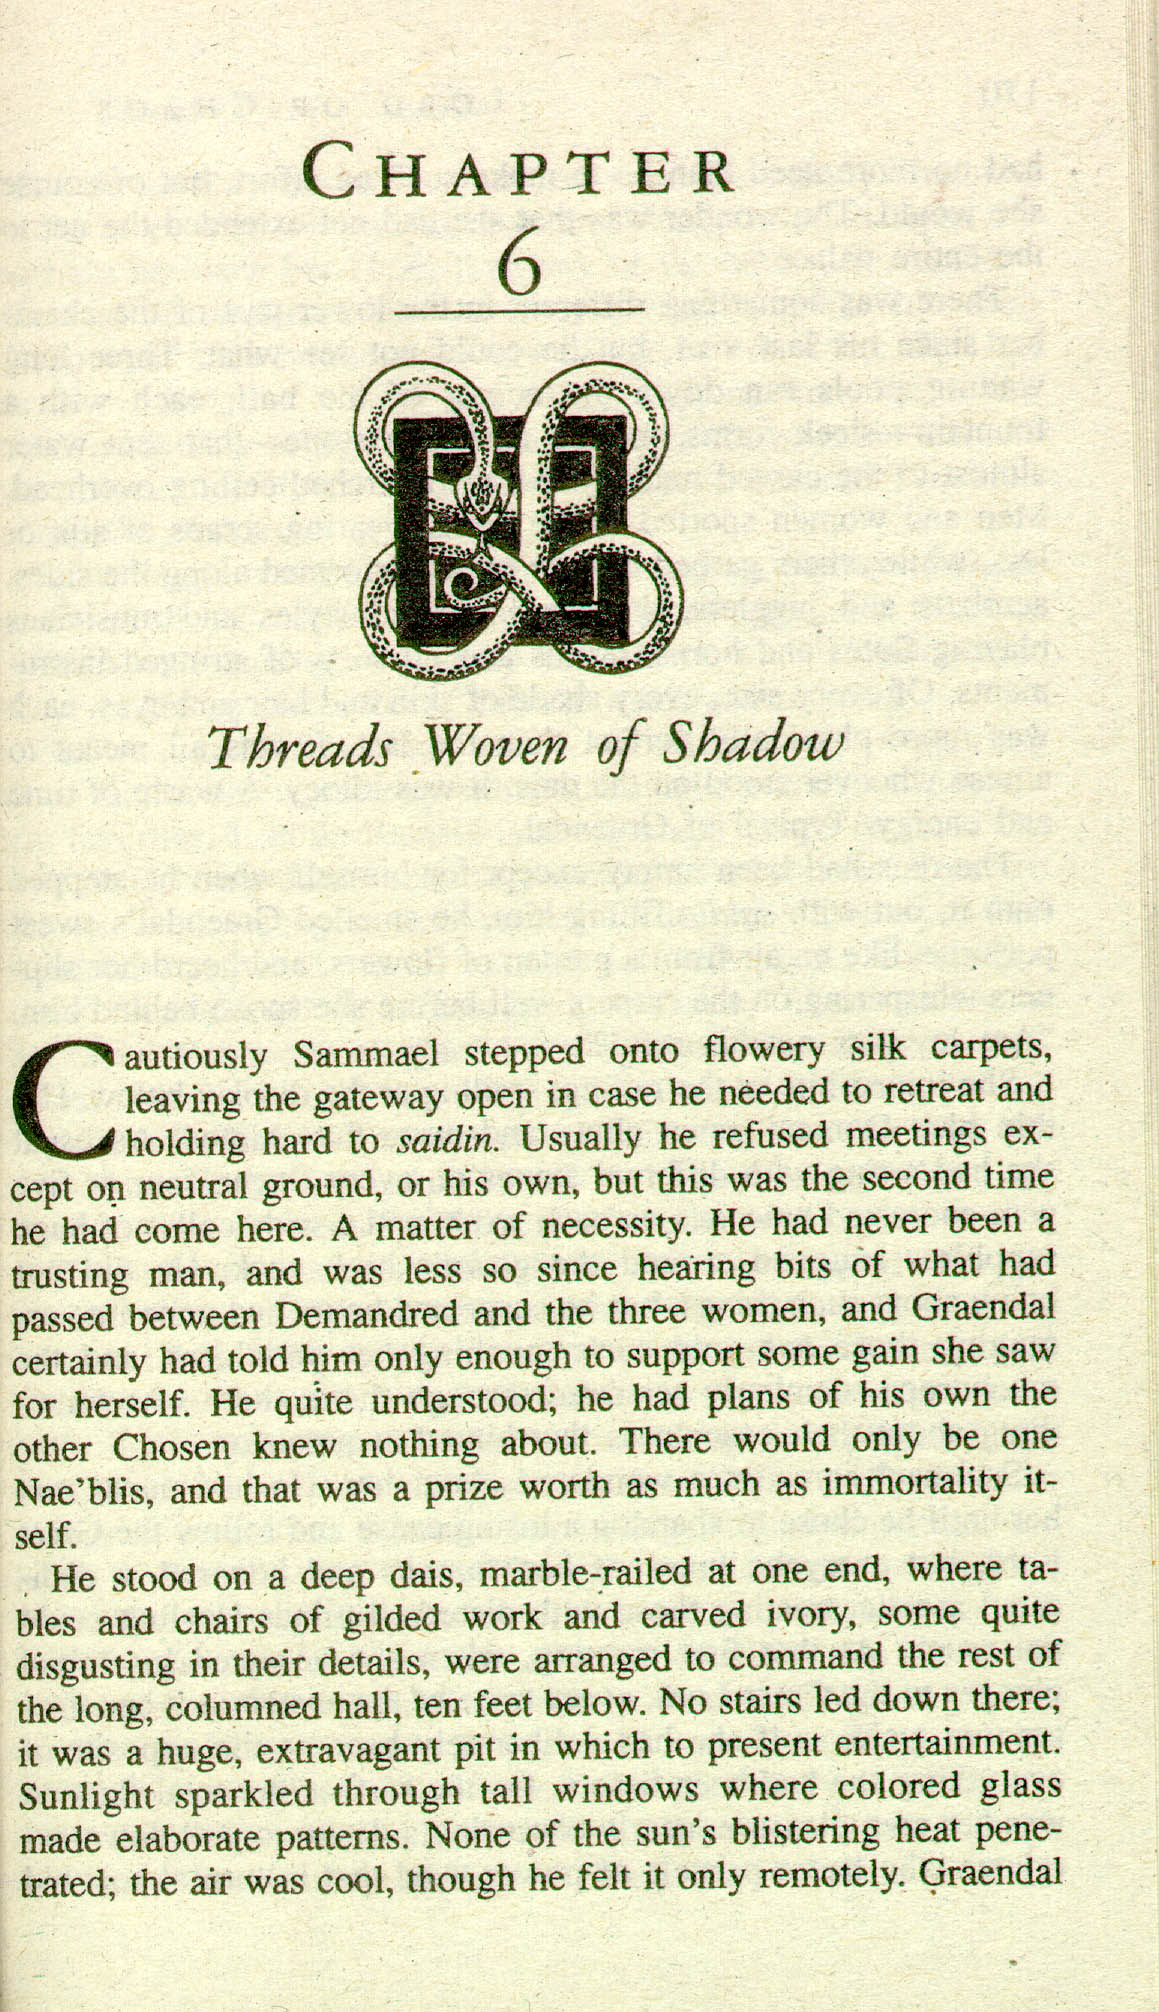 CHAPTER
6
Threads Woven of Shadow
Cautiously Sammael stepped onto flowery silk carpets,
leaving the gateway open in case he needed to retreat and
holding hard to saidin. Usually he refused meetings ex-
cept on neutral ground, or his own, but this was the second time
he had come here. A matter of necessity. He had never been a
trusting man, and was less so since hearing bits of what had
passed between Demandred and the three women, and Graendal
certainly had told him only enough to support some gain she saw
for herself. He quite understood; he had plans of his own the
other Chosen knew nothing about. There would only be one
Nae'blis, and that was a prize worth as much as immortality it-
self.
He stood on a deep dais, marble-railed at one end, where ta-
bles and chairs of gilded work and carved ivory, some quite
disgusting in their details, were arranged to command the rest of
the long, columned hall, ten feet below. No stairs led down there;
it was a huge, extravagant pit in which to present entertainment.
Sunlight sparkled through tall windows where colored glass
made elaborate patterns. None of the sun's blistering heat pene-
trated; the air was cool, though he felt it only remotely. Graendal